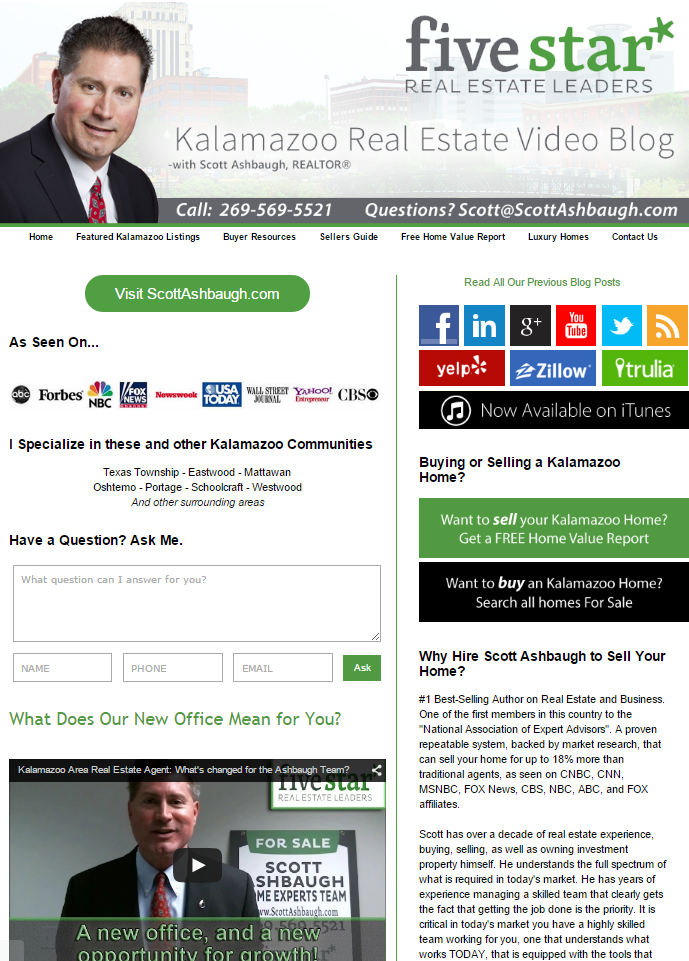 five star*
REAL ESTATE LEADERS
Kalamazoo Real Estate Video Blog
-with Scott Ashbaugh, REALTOR®
Call: 269-569-5521 Questions? Scott@ScottAshbaugh.com
Home Featured Kalamazoo Listings Buyer Resources Sellers Guide Free Home Value Report Luxury Homes Contact Us
Visit ScottAshbaugh.com
As Seen On...
abc Forbes NBC FOX NEWS Newsweek USA TODAY WALL STREET JOURNAL YAHOO! Entrepreneur CBS
I Specialize in these and other Kalamazoo Communities
Texas Township - Eastwood - Mattawan
Oshtemo - Portage - Schoolcraft - Westwood
And other surrounding areas
Have a Question? Ask Me.
What question can I answer for you?
NAME PHONE EMAIL Ask
What Does Our New Office Mean for You?
Kalamazoo Area Real Estate Agent: What's changed for the Ashbaugh Team?
five star
REAL ESTATE LEADERS
FOR SALE
SCOTT
ASHBAUGH
HOME EXPERTS TEAM
www.ScottAshbaugh.com
269-569-5521
A new office, and a new
opportunity for growth!
Read All Our Previous Blog Posts
f in g+ You Tube
yelp Zillow trulia
Now Available on iTunes
Buying or Selling a Kalamazoo
Home?
Want to sell your Kalamazoo Home?
Get a FREE Home Value Report
Want to buy an Kalamazoo Home?
Search all homes For Sale
Why Hire Scott Ashbaugh to Sell Your
Home?
#1 Best-Selling Author on Real Estate and Business.
One of the first members in this country to the
"National Association of Expert Advisors". A proven
repeatable system, backed by market research, that
can sell your home for up to 18% more than
traditional agents, as seen on CNBC, CNN,
MSNBC, FOX News, CBS, NBC, ABC, and FOX
affiliates.
Scott has over a decade of real estate experience,
buying, selling, as well as owning investment
property himself. He understands the full spectrum of
what is required in today's market. He has years of
experience managing a skilled team that clearly gets
the fact that getting the job done is the priority. It is
critical in today's market you have a highly skilled
team working for you, one that understands what
works TODAY, that is equipped with the tools that